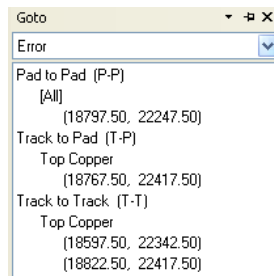 Goto
Error
Pad to Pad (P-P)
[All]
(18797.50, 22247.50)
Track to Pad (T-P)
Top Copper
(18767.50, 22417.50)
Track to Track (T-T)
Top Copper
(18597.50, 22342.50)
(18822.50, 22417.50)